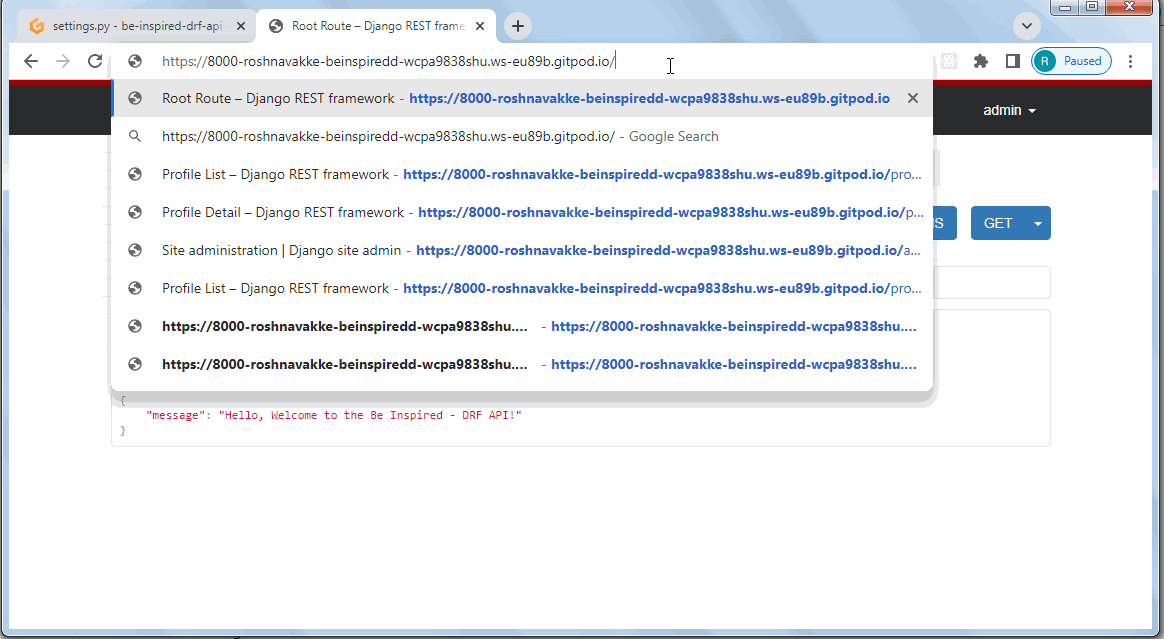 settings.py - be-inspired-drf-api -
Root Route – Django REST frame
https://8000-roshnavakke-beinspiredd-wcpa9838shu.ws-eu89b.gitpod.io/
R Paused
Root Route – Django REST framework - https://8000-roshnavakke-beinspiredd-wcpa9838shu.ws-eu89b.gitpod.io
admin
https://8000-roshnavakke-beinspiredd-wcpa9838shu.ws-eu89b.gitpod.io/ - Google Search
Profile List – Django REST framework - https://8000-roshnavakke-beinspiredd-wcpa9838shu.ws-eu89b.gitpod.io/pro...
Profile Detail – Django REST framework - https://8000-roshnavakke-beinspiredd-wcpa9838shu.ws-eu89b.gitpod.io/p...
S GET
Site administration | Django site admin - https://8000-roshnavakke-beinspiredd-wcpa9838shu.ws-eu89b.gitpod.io/a...
Profile List – Django REST framework - https://8000-roshnavakke-beinspiredd-wcpa9838shu.ws-eu89b.gitpod.io/pro...
https://8000-roshnavakke-beinspiredd-wcpa9838shu.... - https://8000-roshnavakke-beinspiredd-wcpa9838shu....
https://8000-roshnavakke-beinspiredd-wcpa9838shu.... - https://8000-roshnavakke-beinspiredd-wcpa9838shu....
{
"message": "Hello, Welcome to the Be Inspired - DRF API!"
}